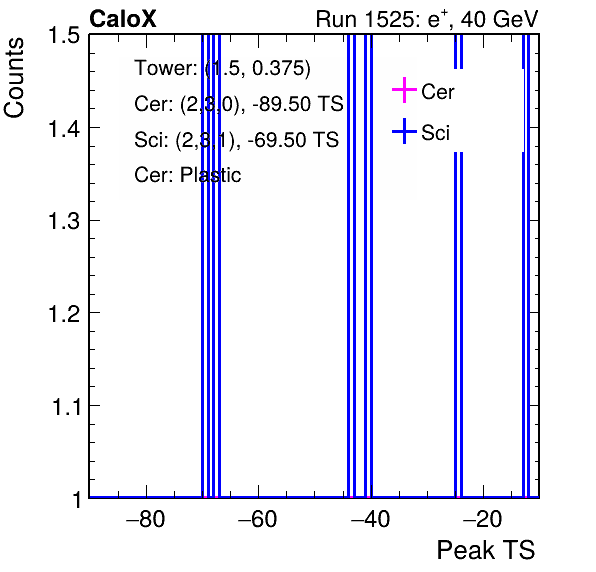 CaloX Run 1525: e+, 40 GeV
Counts
1.5
1.4
1.3
1.2
1.1
1
Tower: (1.5, 0.375)
Cer: (2,3,0), -89.50 TS
Sci: (2,3,1), -69.50 TS
Cer: Plastic
Cer
Sci
−80 −60 −40 −20
Peak TS